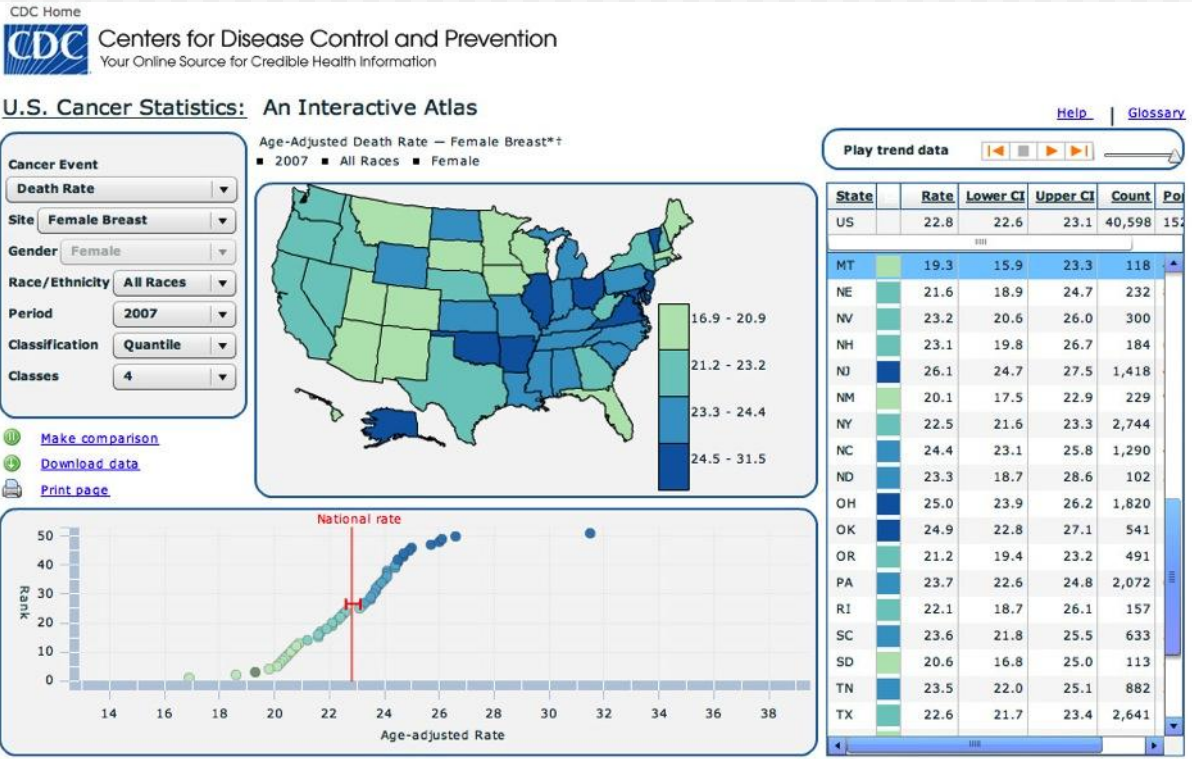 CDC Home
CDC Centers for Disease Control and Prevention
Your Online Source for Credible Health Information
U.S. Cancer Statistics: An Interactive Atlas
Help | Glossary
Cancer Event
Death Rate
Site Female Breast
Gender Female
Race/Ethnicity All Races
Period 2007
Classification Quantile
Classes 4
Make comparison
Download data
Print page
Age-Adjusted Death Rate — Female Breast*†
2007 All Races Female
16.9 - 20.9
21.2 - 23.2
23.3 - 24.4
24.5 - 31.5
Play trend data
State Rate Lower CI Upper CI Count
US 22.8 22.6 23.1 40,598
MT 19.3 15.9 23.3 118
NE 21.6 18.9 24.7 232
NV 23.2 20.6 26.0 300
NH 23.1 19.8 26.7 184
NJ 26.1 24.7 27.5 1,418
NM 20.1 17.5 22.9 229
NY 22.5 21.6 23.3 2,744
NC 24.4 23.1 25.8 1,290
ND 23.3 18.7 28.6 102
OH 25.0 23.9 26.2 1,820
OK 24.9 22.8 27.1 541
OR 21.2 19.4 23.2 491
PA 23.7 22.6 24.8 2,072
RI 22.1 18.7 26.1 157
SC 23.6 21.8 25.5 633
SD 20.6 16.8 25.0 113
TN 23.5 22.0 25.1 882
TX 22.6 21.7 23.4 2,641
National rate
Rank
50
40
30
20
10
0
14 16 18 20 22 24 26 28 30 32 34 36 38
Age-adjusted Rate